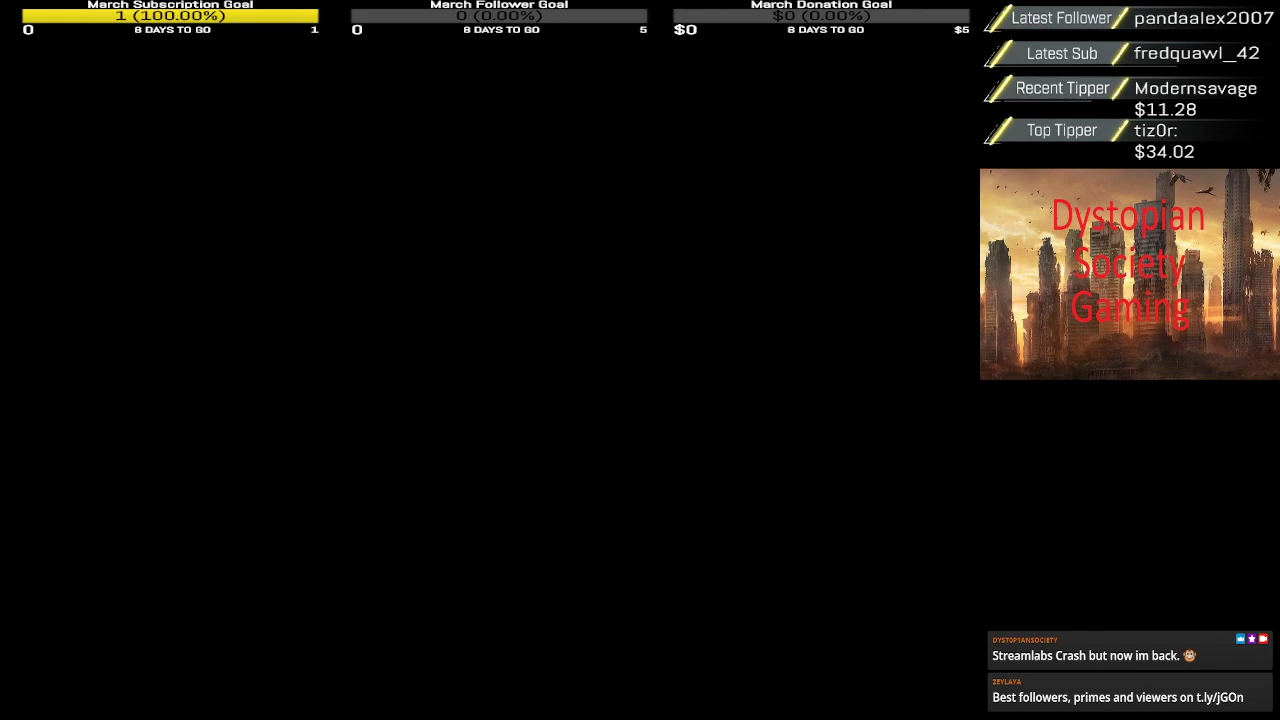 March Subscription Goal
1 (100.00%)
0 8 DAYS TO GO 1
March Follower Goal
0 (0.00%)
0 8 DAYS TO GO 5
March Donation Goal
$0 (0.00%)
$0 8 DAYS TO GO $5
Latest Follower pandaalex2007
Latest Sub fredquawl_42
Recent Tipper Modernsavage
$11.28
Top Tipper tiz0r:
$34.02
Dystopian
Society
Gaming
DYST0P1ANSOCIETY
Streamlabs Crash but now im back.
ZEYLAYA
Best followers, primes and viewers on t.ly/jGOn